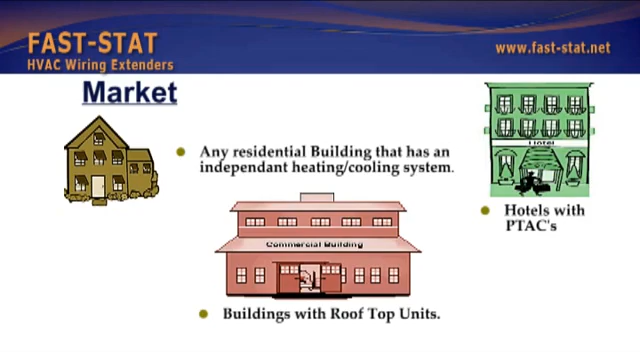 FAST-STAT
HVAC Wiring Extenders
www.fast-stat.net
Market
Any residential Building that has an
independant heating/cooling system.
Hotel
Hotels with
PTAC's
Commercial Building
Buildings with Roof Top Units.